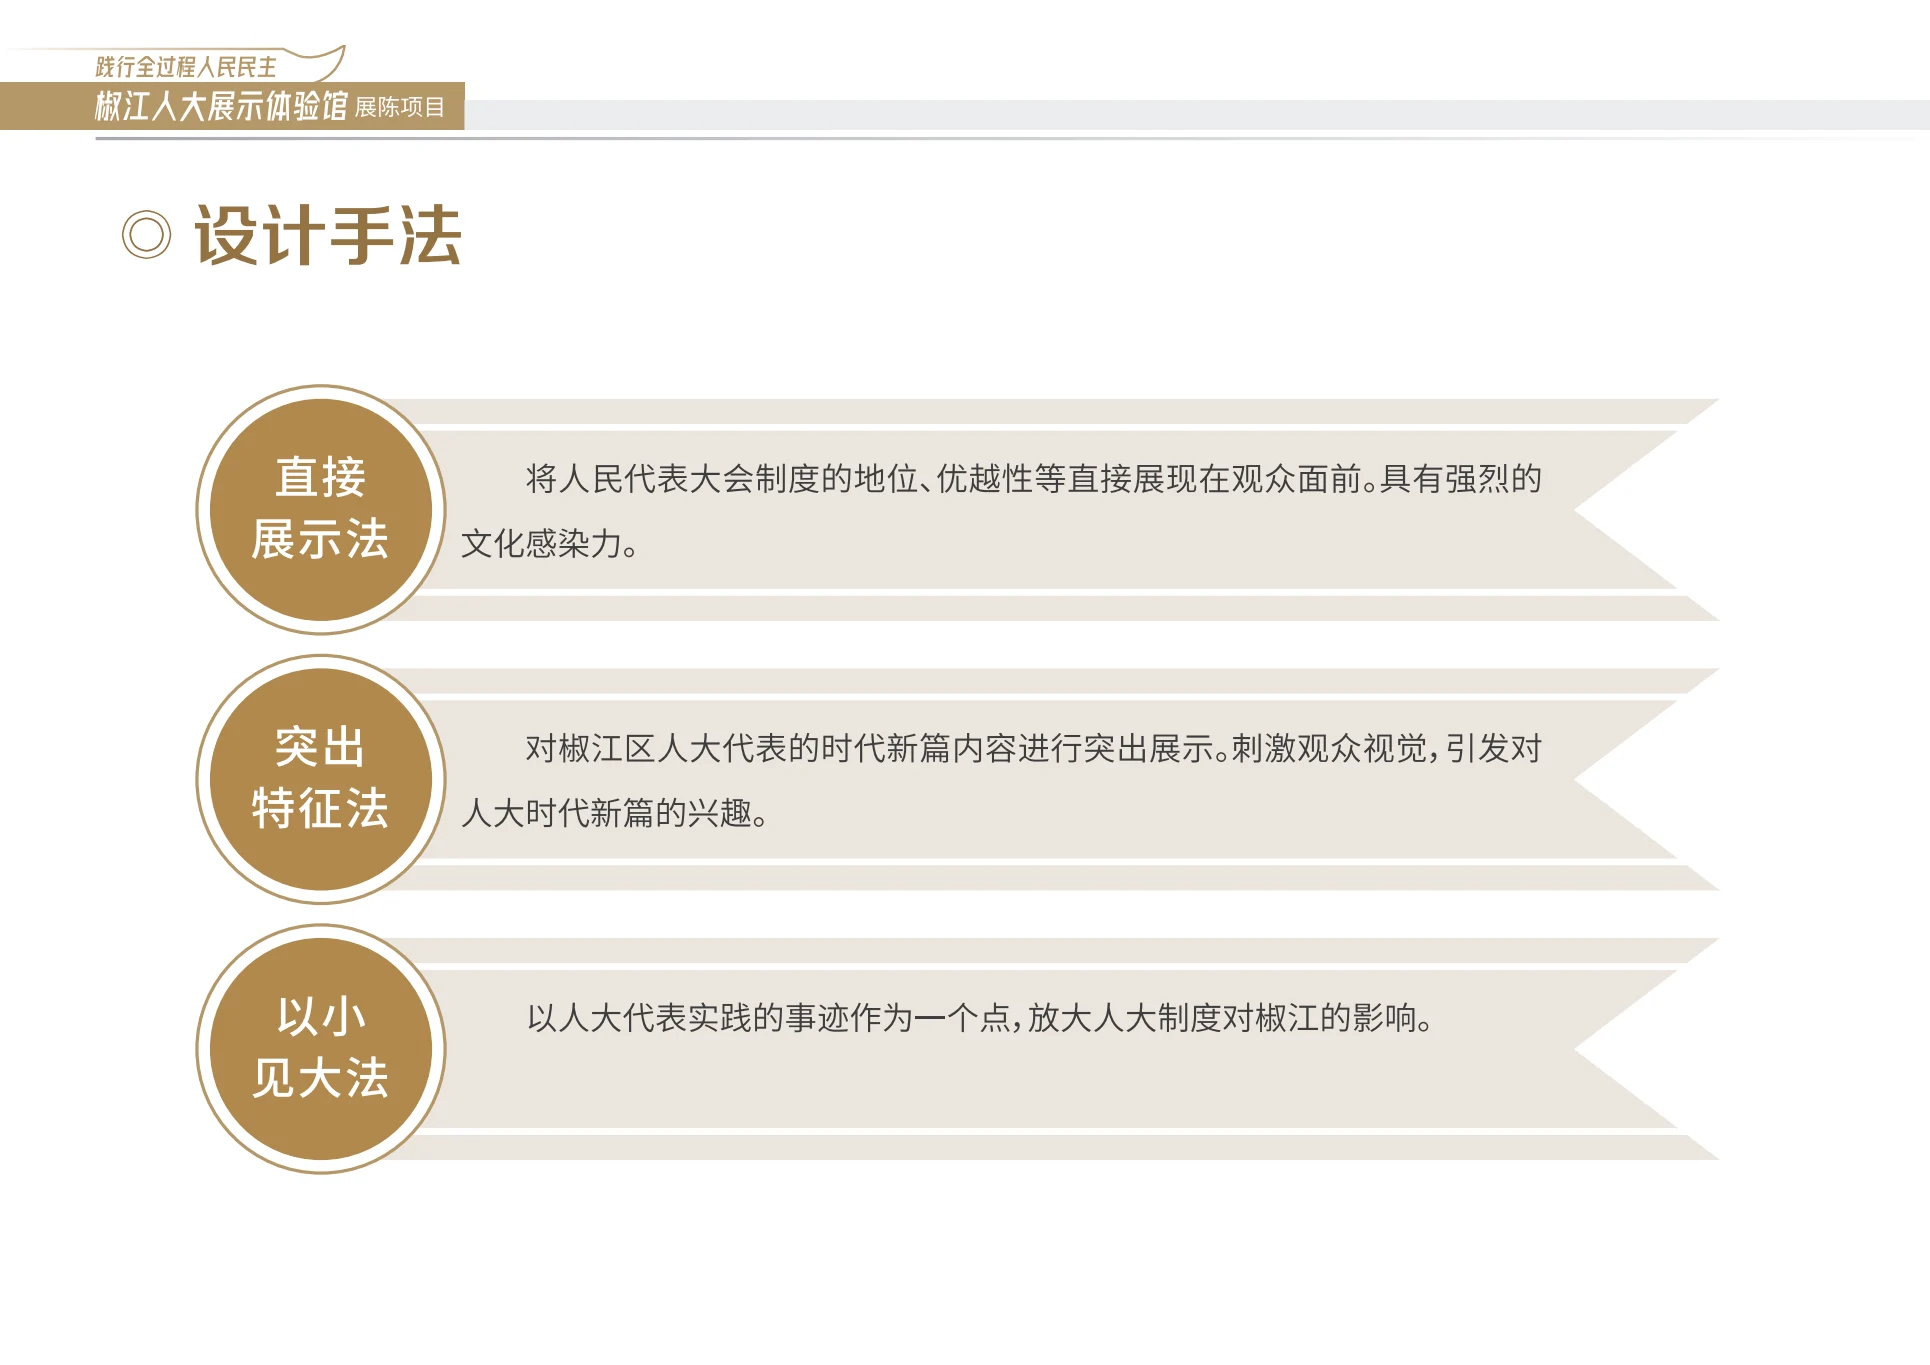 践行全过程人民民主
椒江人大展示体验馆 展陈项目
◎ 设计手法
直接
展示法
将人民代表大会制度的地位、优越性等直接展现在观众面前。具有强烈的
文化感染力。
突出
特征法
对椒江区人大代表的时代新篇内容进行突出展示。刺激观众视觉，引发对
人大时代新篇的兴趣。
以小
见大法
以人大代表实践的事迹作为一个点，放大人大制度对椒江的影响。